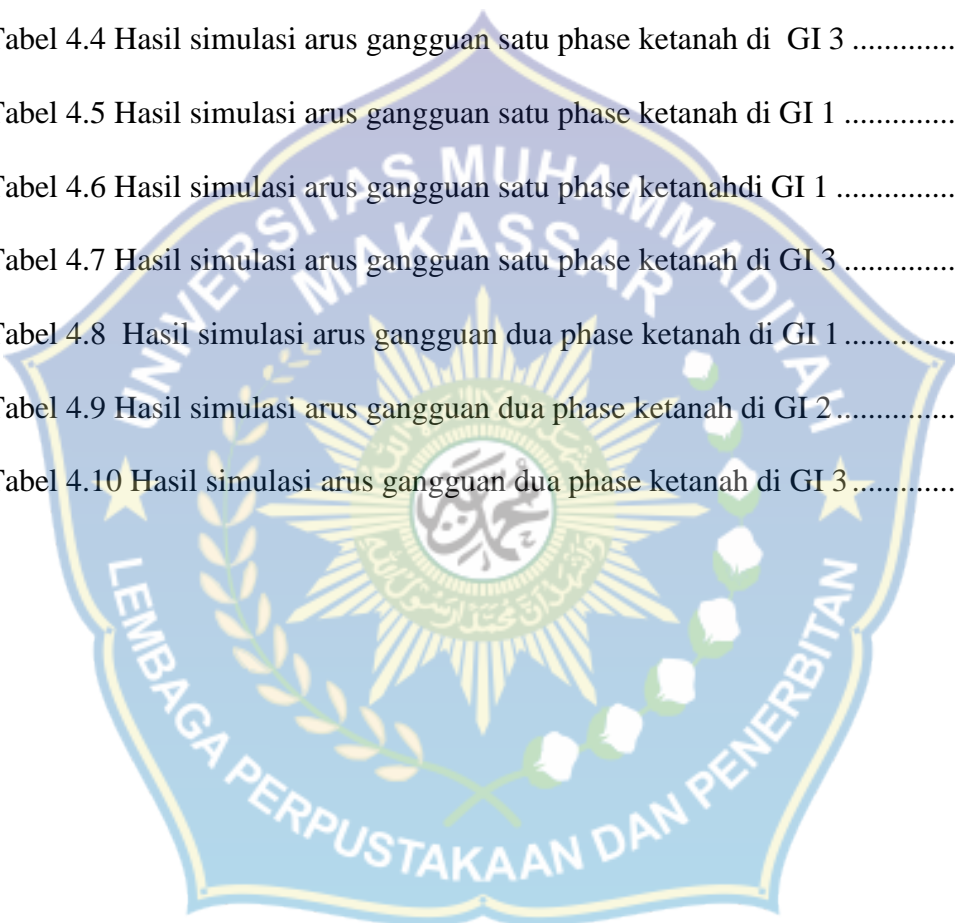 Tabel 4.4 Hasil simulasi arus gangguan satu phase ketanah di  GI 3 .............
Tabel 4.5 Hasil simulasi arus gangguan satu phase ketanah di GI 1 ..............
Tabel 4.6 Hasil simulasi arus gangguan satu phase ketanahdi GI 1 ...............
Tabel 4.7 Hasil simulasi arus gangguan satu phase ketanah di GI 3 ..............
Tabel 4.8  Hasil simulasi arus gangguan dua phase ketanah di GI 1 ..............
Tabel 4.9 Hasil simulasi arus gangguan dua phase ketanah di GI 2 ...............
Tabel 4.10 Hasil simulasi arus gangguan dua phase ketanah di GI 3 .............
UNIVERSITAS MUHAMMADIYAH
MAKASSAR
LEMBAGA PERPUSTAKAAN DAN PENERBITAN